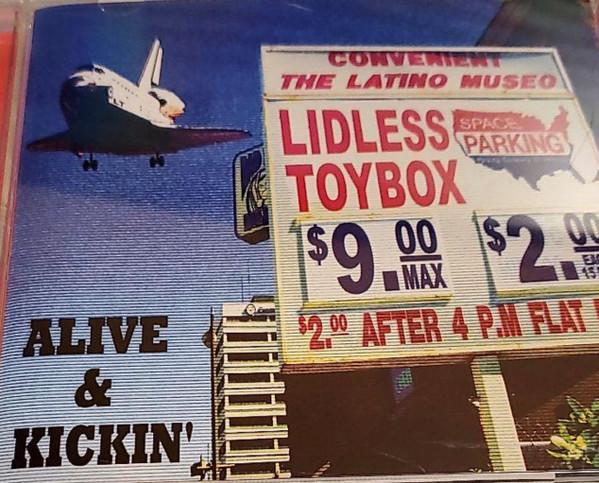 CONVENIENT
THE LATINO MUSEO
LIDLESS
TOYBOX
SPACE
PARKING
$9.00
MAX
$2.00
$2.00 AFTER 4 P.M FLAT
ALIVE
&
KICKIN'